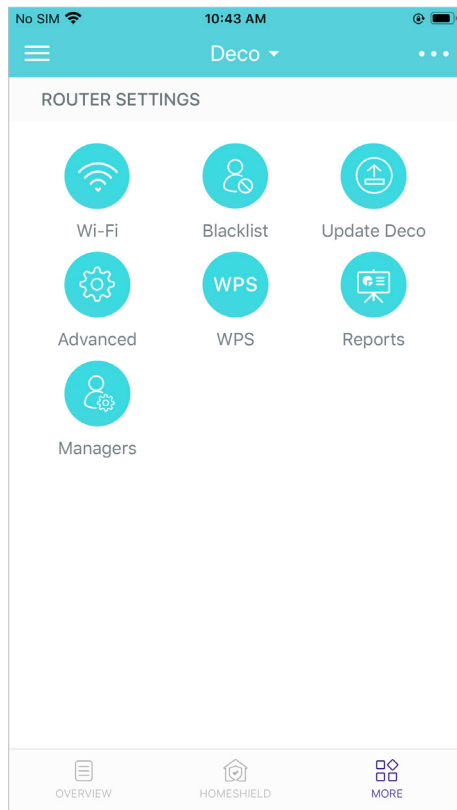 No SIM 10:43 AM
Deco
ROUTER SETTINGS
Wi-Fi Blacklist Update Deco
WPS
Advanced WPS Reports
Managers
OVERVIEW HOMESHIELD MORE